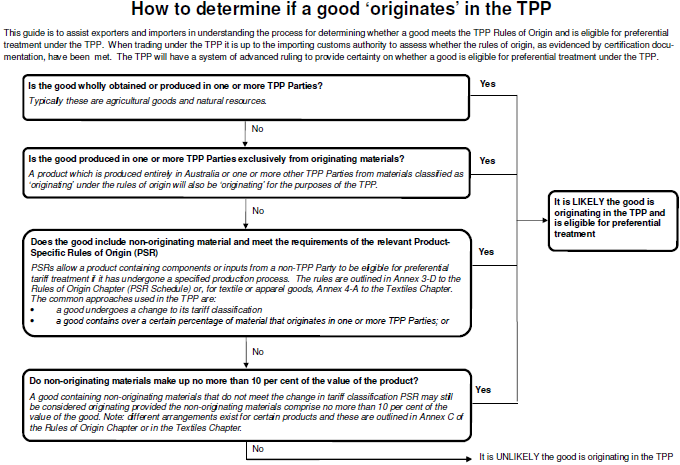 How to determine if a good ‘originates’ in the TPP
This guide is to assist exporters and importers in understanding the process for determining whether a good meets the TPP Rules of Origin and is eligible for preferential
treatment under the TPP. When trading under the TPP it is up to the importing customs authority to assess whether the rules of origin, as evidenced by certification docu-
mentation, have been met. The TPP will have a system of advanced ruling to provide certainty on whether a good is eligible for preferential treatment under the TPP.
Is the good wholly obtained or produced in one or more TPP Parties?
Typically these are agricultural goods and natural resources.
Yes
No
Is the good produced in one or more TPP Parties exclusively from originating materials?
A product which is produced entirely in Australia or one or more other TPP Parties from materials classified as
‘originating’ under the rules of origin will also be ‘originating’ for the purposes of the TPP.
Yes
No
It is LIKELY the good is
originating in the TPP and
is eligible for preferential
treatment
Does the good include non-originating material and meet the requirements of the relevant Product-
Specific Rules of Origin (PSR)
PSRs allow a product containing components or inputs from a non-TPP Party to be eligible for preferential
tariff treatment if it has undergone a specified production process. The rules are outlined in Annex 3-D to the
Rules of Origin Chapter (PSR Schedule) or, for textile or apparel goods, Annex 4-A to the Textiles Chapter.
The common approaches used in the TPP are:
• a good undergoes a change to its tariff classification
• a good contains over a certain percentage of material that originates in one or more TPP Parties; or
Yes
No
Do non-originating materials make up no more than 10 per cent of the value of the product?
A good containing non-originating materials that do not meet the change in tariff classification PSR may still
be considered originating provided the non-originating materials comprise no more than 10 per cent of the
value of the good. Note: different arrangements exist for certain products and these are outlined in Annex C of
the Rules of Origin Chapter or in the Textiles Chapter.
Yes
No
It is UNLIKELY the good is originating in the TPP